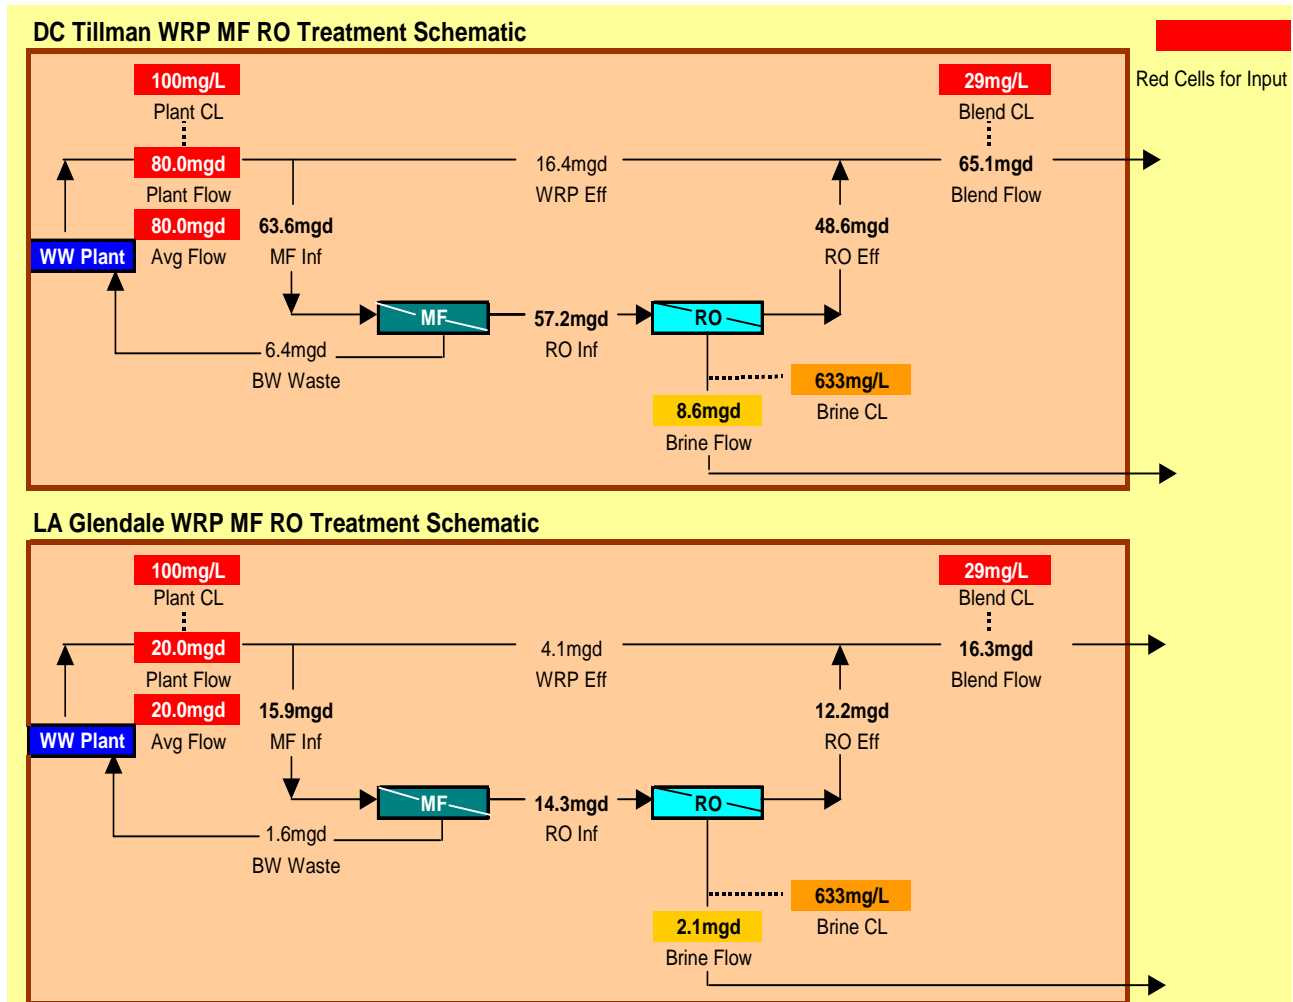 DC Tillman WRP MF RO Treatment Schematic
Red Cells for Input
100mg/L
Plant CL
29mg/L
Blend CL
80.0mgd
Plant Flow
16.4mgd
WRP Eff
65.1mgd
Blend Flow
80.0mgd
Avg Flow
63.6mgd
MF Inf
48.6mgd
RO Eff
WW Plant
MF
57.2mgd
RO Inf
RO
6.4mgd
BW Waste
633mg/L
Brine CL
8.6mgd
Brine Flow
LA Glendale WRP MF RO Treatment Schematic
100mg/L
Plant CL
29mg/L
Blend CL
20.0mgd
Plant Flow
4.1mgd
WRP Eff
16.3mgd
Blend Flow
20.0mgd
Avg Flow
15.9mgd
MF Inf
12.2mgd
RO Eff
WW Plant
MF
14.3mgd
RO Inf
RO
1.6mgd
BW Waste
633mg/L
Brine CL
2.1mgd
Brine Flow